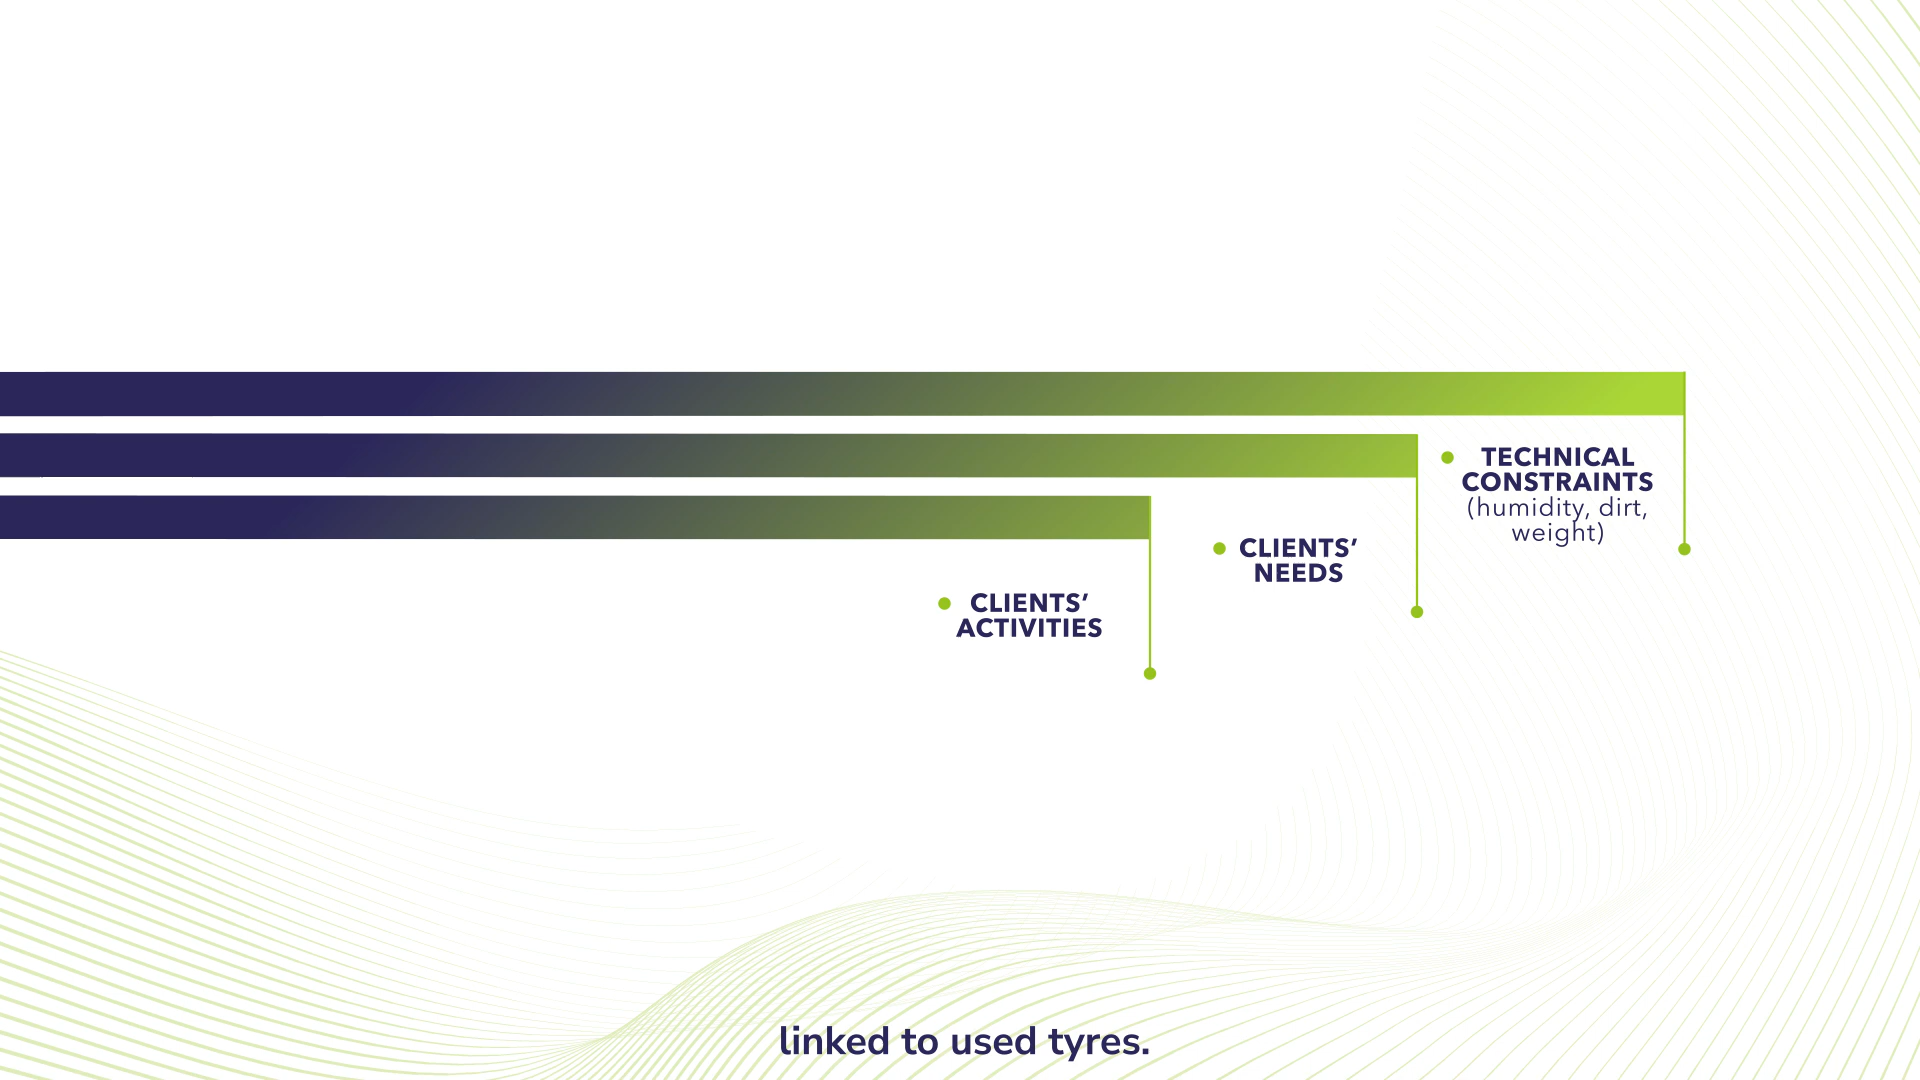 TECHNICAL
CONSTRAINTS
(humidity, dirt,
weight)
CLIENTS’
NEEDS
CLIENTS’
ACTIVITIES
linked to used tyres.